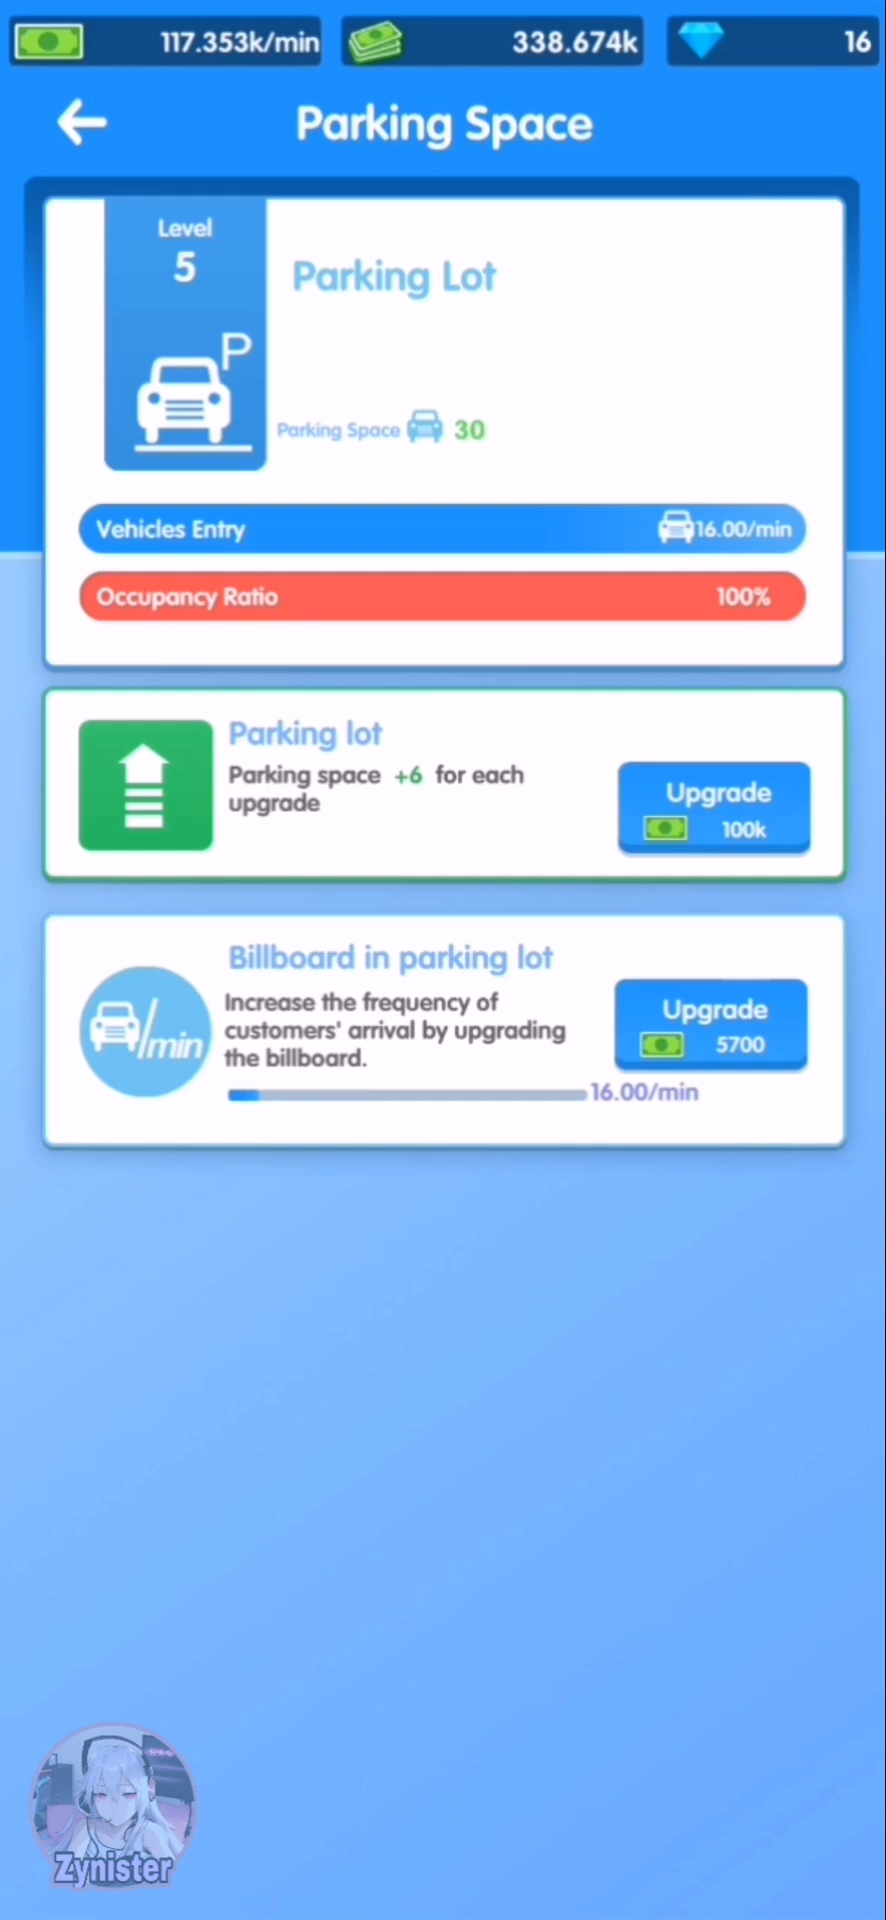 117.353k/min
338.674k
16
Parking Space
Level
5
P
Parking Lot
Parking Space 30
Vehicles Entry 16.00/min
Occupancy Ratio 100%
Parking lot
Parking space +6 for each
upgrade
Upgrade
100k
Billboard in parking lot
/min
Increase the frequency of
customers' arrival by upgrading
the billboard.
Upgrade
5700
16.00/min
Zynister